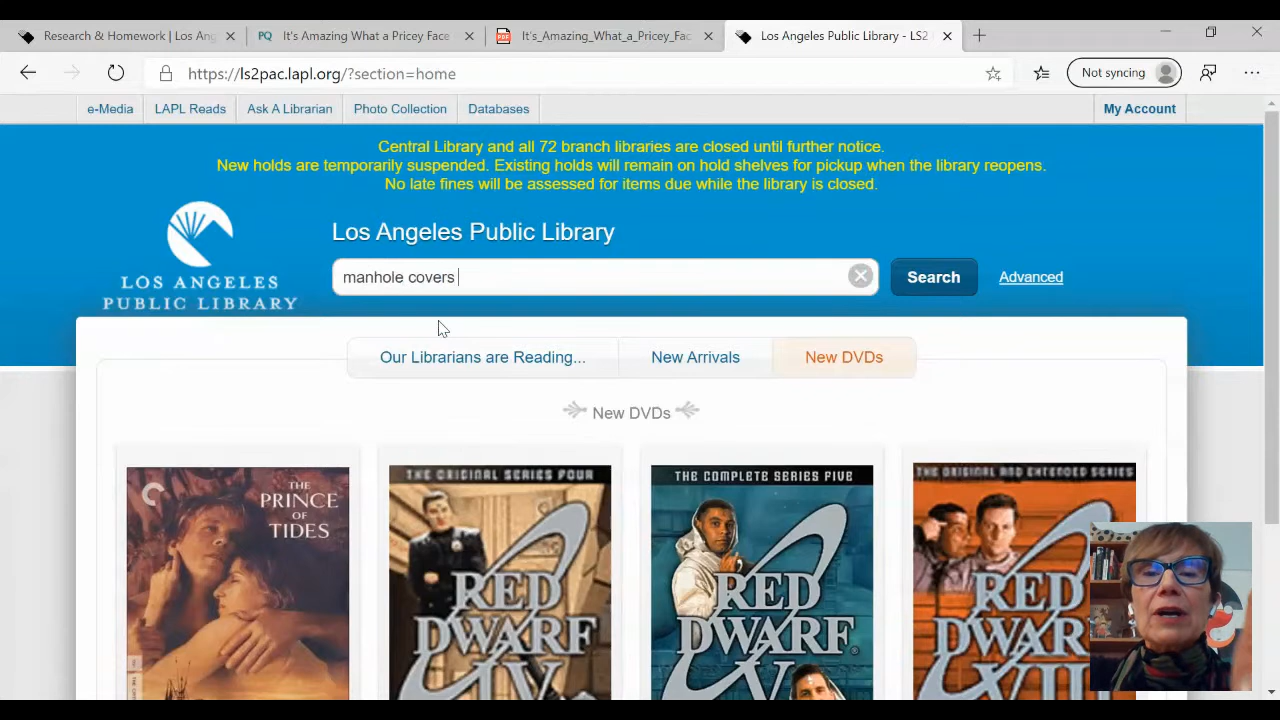 Research & Homework | Los Ang
PQ
It's Amazing What a Pricey Face
PDF
It's_Amazing_What_a_Pricey_Fac
Los Angeles Public Library - LS2
https://ls2pac.lapl.org/?section=home
Not syncing
e-Media
LAPL Reads
Ask A Librarian
Photo Collection
Databases
My Account
Central Library and all 72 branch libraries are closed until further notice.
New holds are temporarily suspended. Existing holds will remain on hold shelves for pickup when the library reopens.
No late fines will be assessed for items due while the library is closed.
LOS ANGELES
PUBLIC LIBRARY
Los Angeles Public Library
manhole covers
Search
Advanced
Our Librarians are Reading...
New Arrivals
New DVDs
New DVDs
THE
PRINCE
OF
TIDES
THE ORIGINAL SERIES FOUR
RED
DWARF
IV
THE COMPLETE SERIES FIVE
RED
DWARF
V
THE ORIGINAL AND EXTENDED SERIES
RED
DWAR